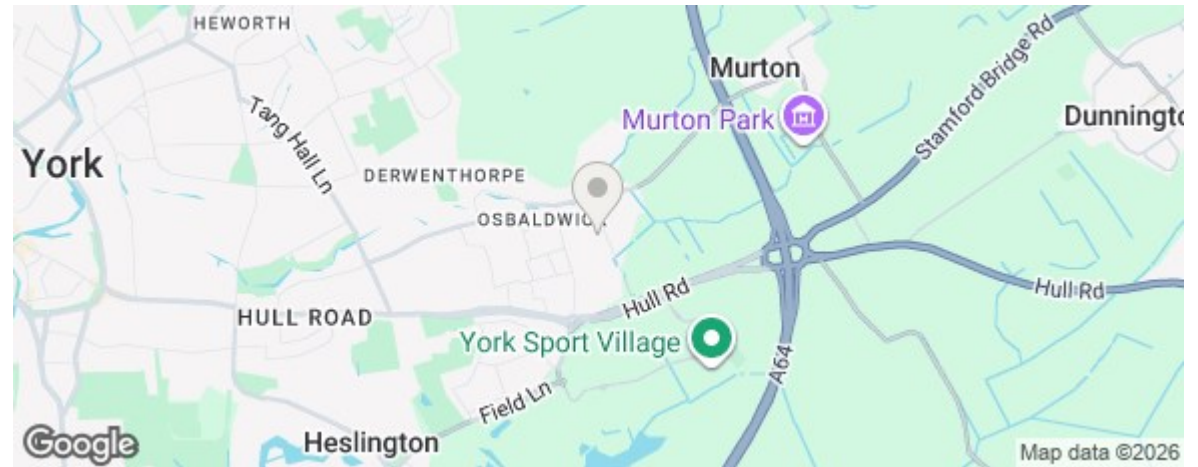 HEWORTH
Tang Hall Ln
York
DERWENTHORPE
OSBALDWICK
HULL ROAD
Murton
Murton Park
Stamford Bridge Rd
Dunningto
Hull Rd
Hull Rd
York Sport Village
A64
Field Ln
Heslington
Google
Map data ©2026